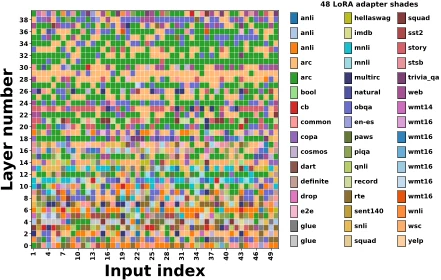 48 LoRA adapter shades
ani
ani
ani
arc
arc
bool
cb
common
copa
cosmos
dart
definite
drop
e2e
glue
glue
hellaswag
imdb
mnli
mnli
multirc
natural
obqa
en-es
paws
piqa
qnli
record
rte
sent140
snli
squad
squad
sst2
story
stsb
trivia_qa
web
wmt14
wmt16
wmt16
wmt16
wmt16
wmt16
wmt16
wnli
wsc
yelp
Layer number
38
36
34
32
30
28
26
24
22
20
18
16
14
12
10
8
6
4
2
0
1 4 7 10 13 16 19 22 25 28 31 34 37 40 43 46 49
Input index